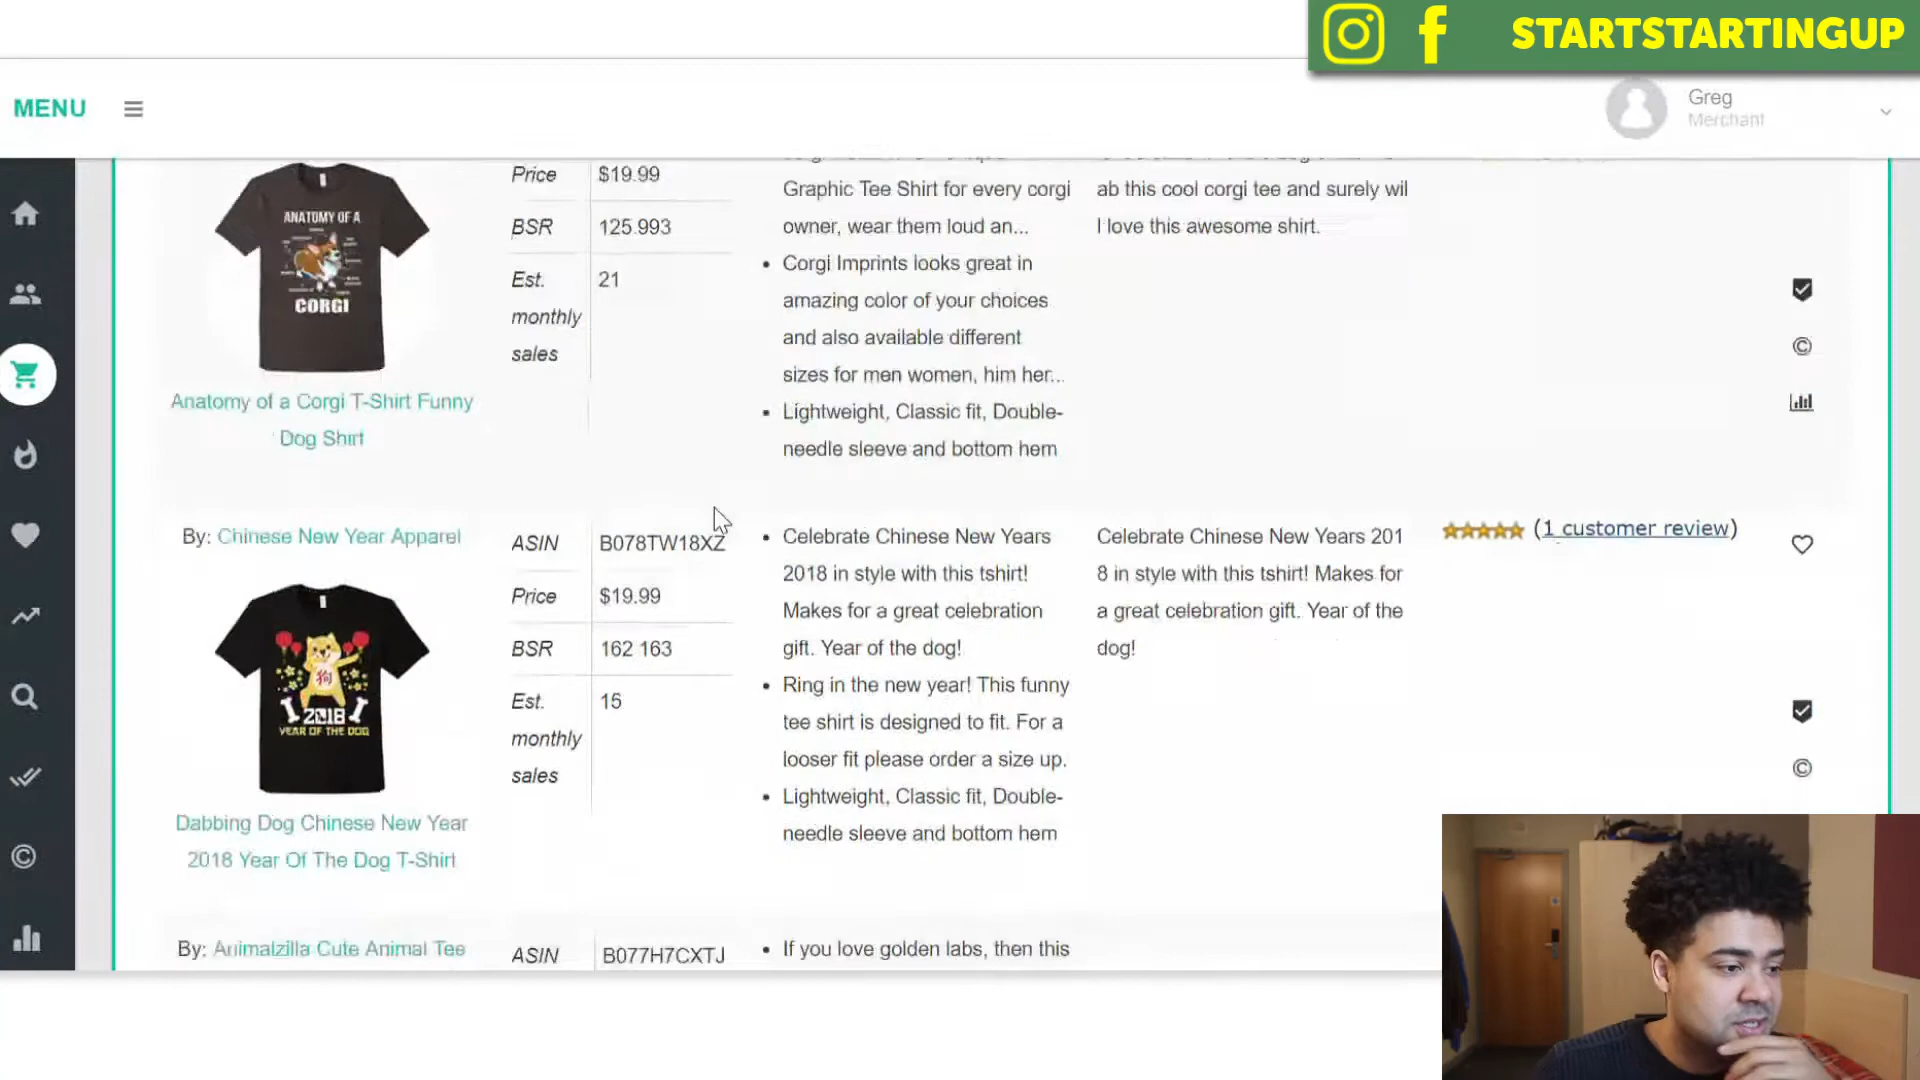 STARTSTARTINGUP
MENU
Greg
Merchant
ANATOMY OF A
CORGI
Anatomy of a Corgi T-Shirt Funny
Dog Shirt
Price $19.99
BSR 125.993
Est. 21
monthly
sales
Graphic Tee Shirt for every corgi
owner, wear them loud an...
Corgi Imprints looks great in
amazing color of your choices
and also available different
sizes for men women, him her...
Lightweight, Classic fit, Double-
needle sleeve and bottom hem
ab this cool corgi tee and surely wil
l love this awesome shirt.
By: Chinese New Year Apparel
狗
2018
YEAR OF THE DOG
Dabbing Dog Chinese New Year
2018 Year Of The Dog T-Shirt
ASIN B078TW18XZ
Price $19.99
BSR 162 163
Est. 15
monthly
sales
Celebrate Chinese New Years
2018 in style with this tshirt!
Makes for a great celebration
gift. Year of the dog!
Ring in the new year! This funny
tee shirt is designed to fit. For a
looser fit please order a size up.
Lightweight, Classic fit, Double-
needle sleeve and bottom hem
Celebrate Chinese New Years 201
8 in style with this tshirt! Makes for
a great celebration gift. Year of the
dog!
(1 customer review)
By: Animalzilla Cute Animal Tee
ASIN B077H7CXTJ
If you love golden labs, then this